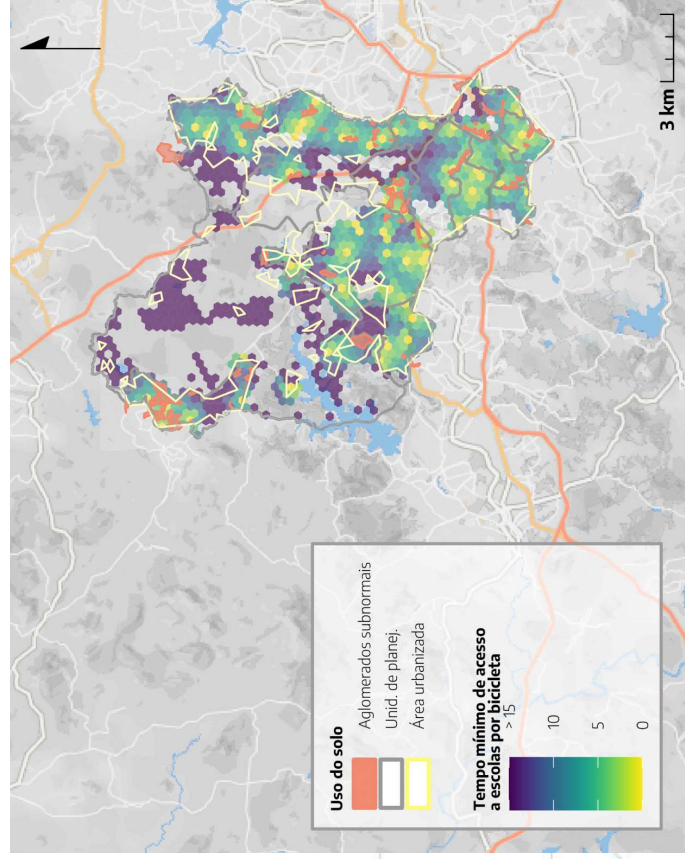 Uso do solo
Aglomerados subnormais
Unid. de planej.
Área urbanizada
Tempo mínimo de acesso
a escolas por bicicleta
> 15
10
5
0
3 km